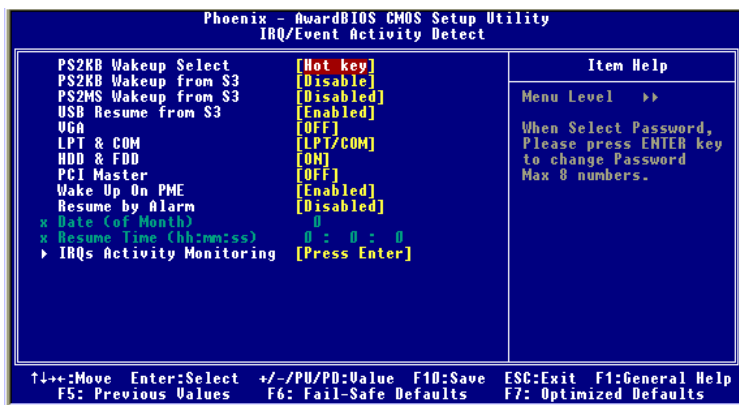 Phoenix - AwardBIOS CMOS Setup Utility
IRQ/Event Activity Detect
PS2KB Wakeup Select [Hot key]
PS2KB Wakeup from S3 [Disable]
PS2MS Wakeup from S3 [Disabled]
USB Resume from S3 [Enabled]
VGA [OFF]
LPT & COM [LPT/COM]
HDD & FDD [ON]
PCI Master [OFF]
Wake Up On PME [Enabled]
Resume by Alarm [Disabled]
x Date (of Month) 0
x Resume Time (hh:mm:ss) 0 : 0 : 0
▸ IRQs Activity Monitoring [Press Enter]
Item Help
Menu Level ▸▸
When Select Password,
Please press ENTER key
to change Password
Max 8 numbers.
↑↓→←:Move Enter:Select +/-/PU/PD:Value F10:Save ESC:Exit F1:General Help
F5: Previous Values F6: Fail-Safe Defaults F7: Optimized Defaults